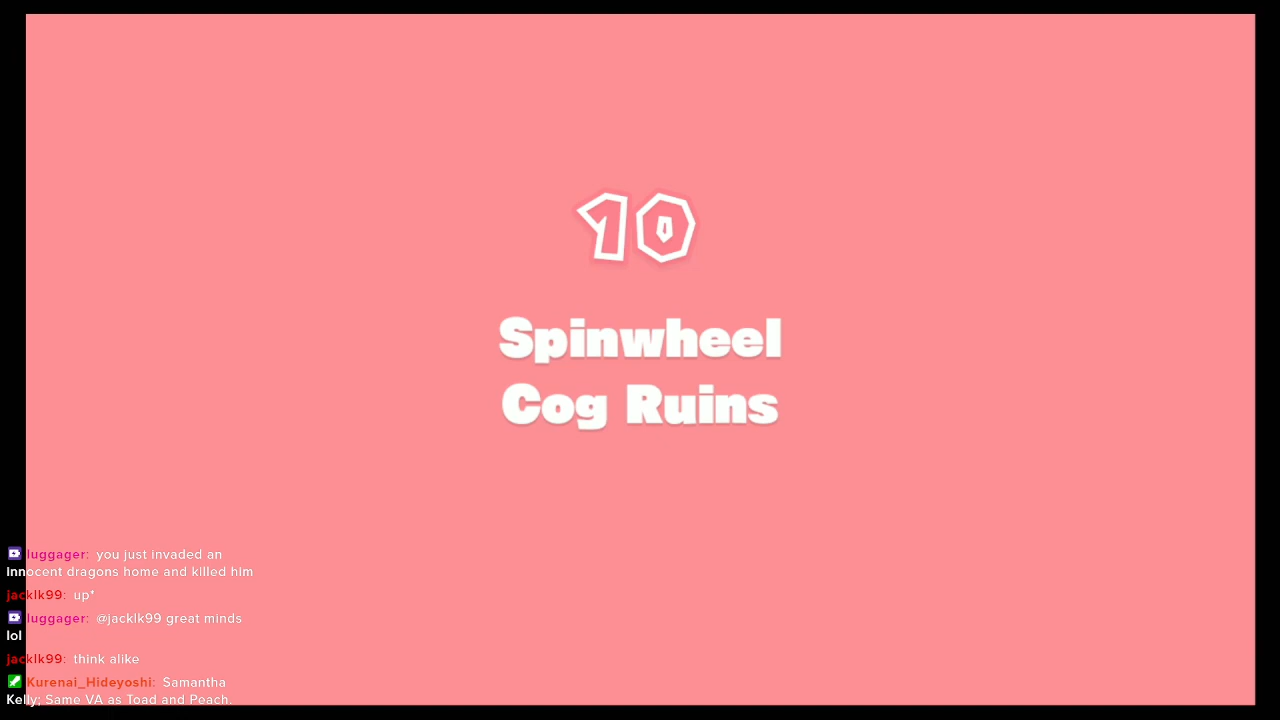 10
Spinwheel
Cog Ruins
luggager: you just invaded an
innocent dragons home and killed him
jacklk99: up*
luggager: @jacklk99 great minds
lol
jacklk99: think alike
Kurenai_Hideyoshi: Samantha
Kelly; Same VA as Toad and Peach.